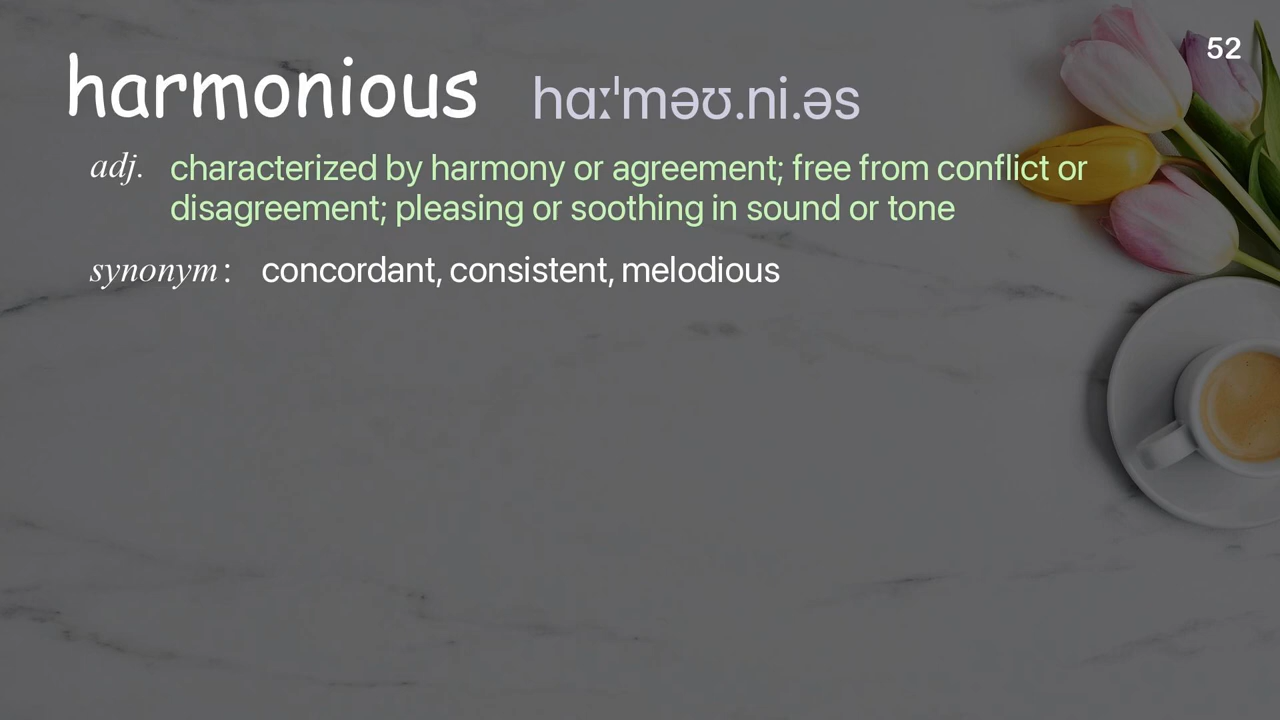 52
harmonious hɑːˈməʊ.ni.əs
adj. characterized by harmony or agreement; free from conflict or
disagreement; pleasing or soothing in sound or tone
synonym: concordant, consistent, melodious